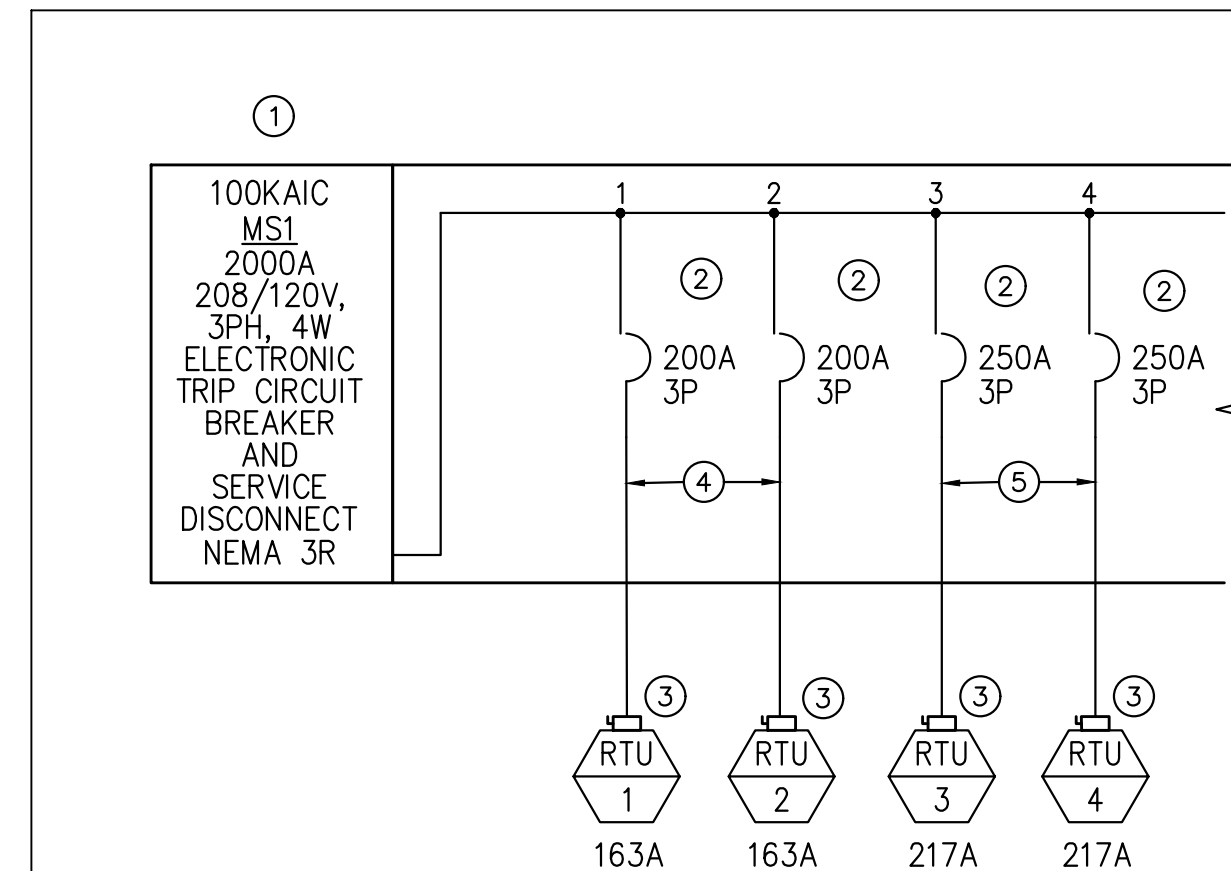 1
100KAIC
MS1
2000A
208/120V,
3PH, 4W
ELECTRONIC
TRIP CIRCUIT
BREAKER
AND
SERVICE
DISCONNECT
NEMA 3R
1 2 3 4
2 2 2 2
200A 200A 250A 250A
3P 3P 3P 3P
4 5
3 3 3 3
RTU RTU RTU RTU
1 2 3 4
163A 163A 217A 217A